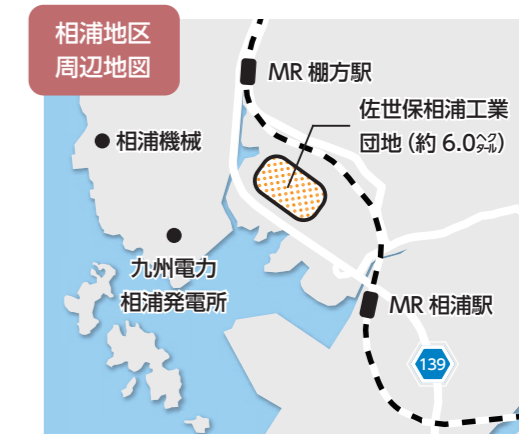 相浦地区
周辺地図
MR 棚方駅
佐世保相浦工業
団地（約 6.0㌶）
相浦機械
九州電力
相浦発電所
MR 相浦駅
139